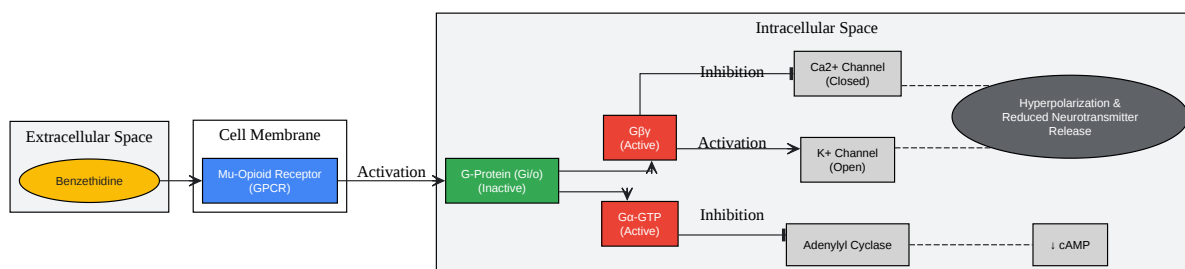 Extracellular Space
Benzethidine
Cell Membrane
Mu-Opioid Receptor
(GPCR)
Activation
Intracellular Space
G-Protein (Gi/o)
(Inactive)
Gβγ
(Active)
Gα-GTP
(Active)
Inhibition
Ca2+ Channel
(Closed)
Activation
K+ Channel
(Open)
Hyperpolarization &
Reduced Neurotransmitter
Release
Inhibition
Adenylyl Cyclase
↓ cAMP